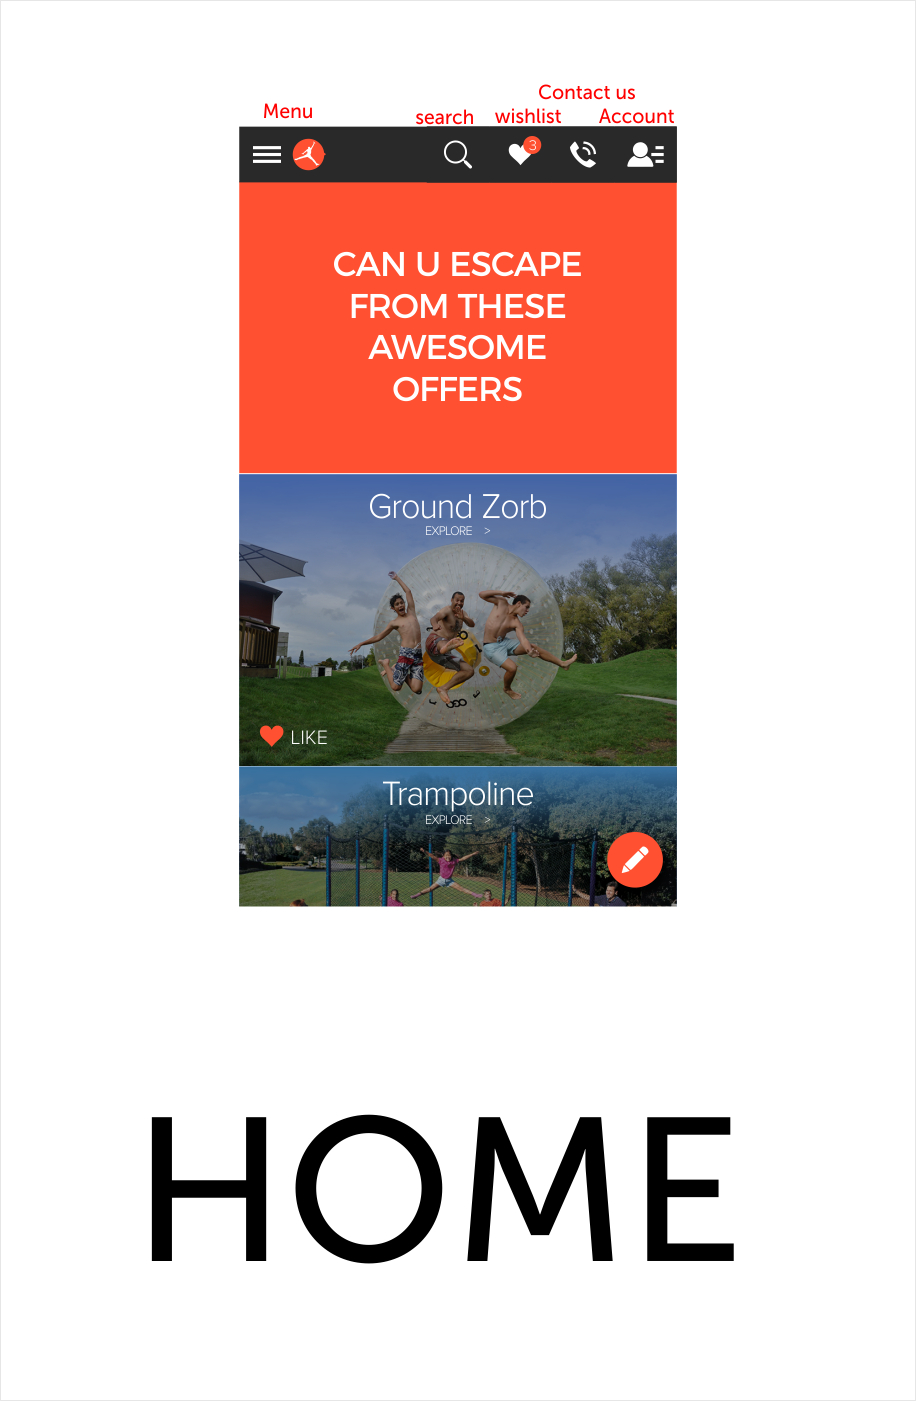 Contact us
Menu
search
wishlist
Account
3
CAN U ESCAPE
FROM THESE
AWESOME
OFFERS
Ground Zorb
EXPLORE >
LIKE
Trampoline
EXPLORE >
HOME